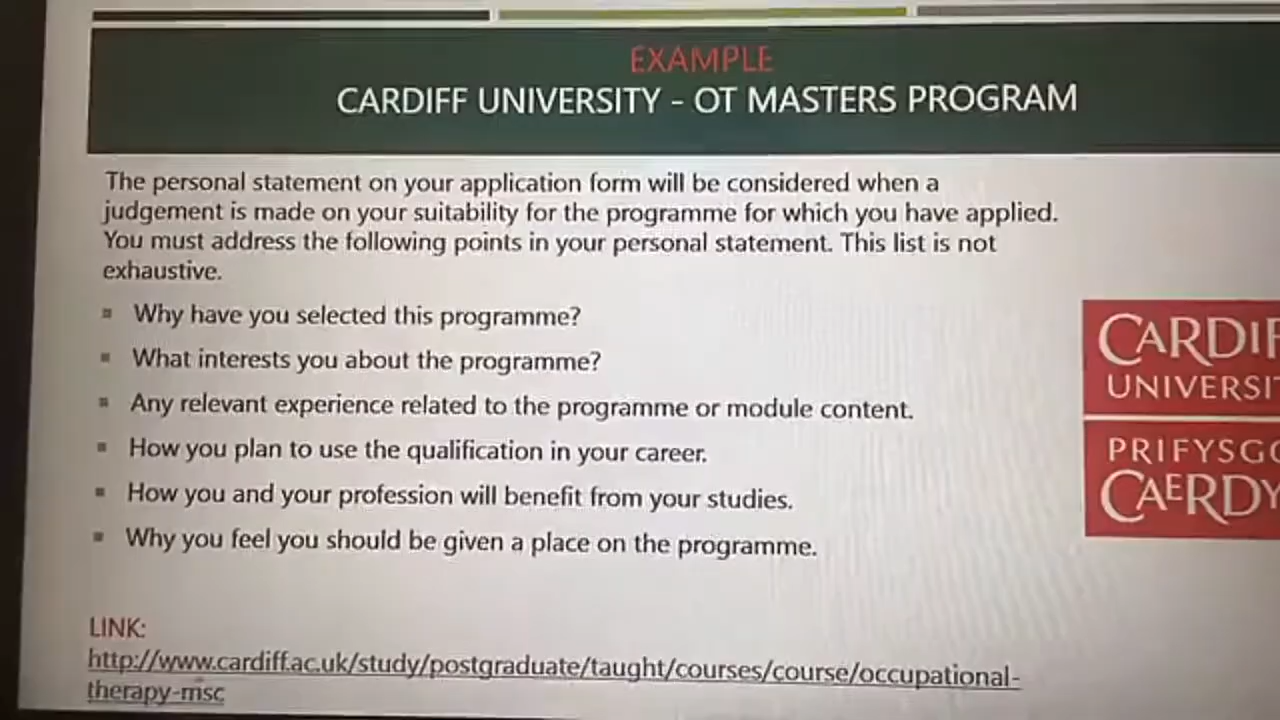 EXAMPLE
CARDIFF UNIVERSITY - OT MASTERS PROGRAM
The personal statement on your application form will be considered when a
judgement is made on your suitability for the programme for which you have applied.
You must address the following points in your personal statement. This list is not
exhaustive.
▪ Why have you selected this programme?
▪ What interests you about the programme?
▪ Any relevant experience related to the programme or module content.
▪ How you plan to use the qualification in your career.
▪ How you and your profession will benefit from your studies.
▪ Why you feel you should be given a place on the programme.
CARDIF
UNIVERSIT
PRIFYSGO
CAERDY
LINK:
http://www.cardiff.ac.uk/study/postgraduate/taught/courses/course/occupational-
therapy-msc